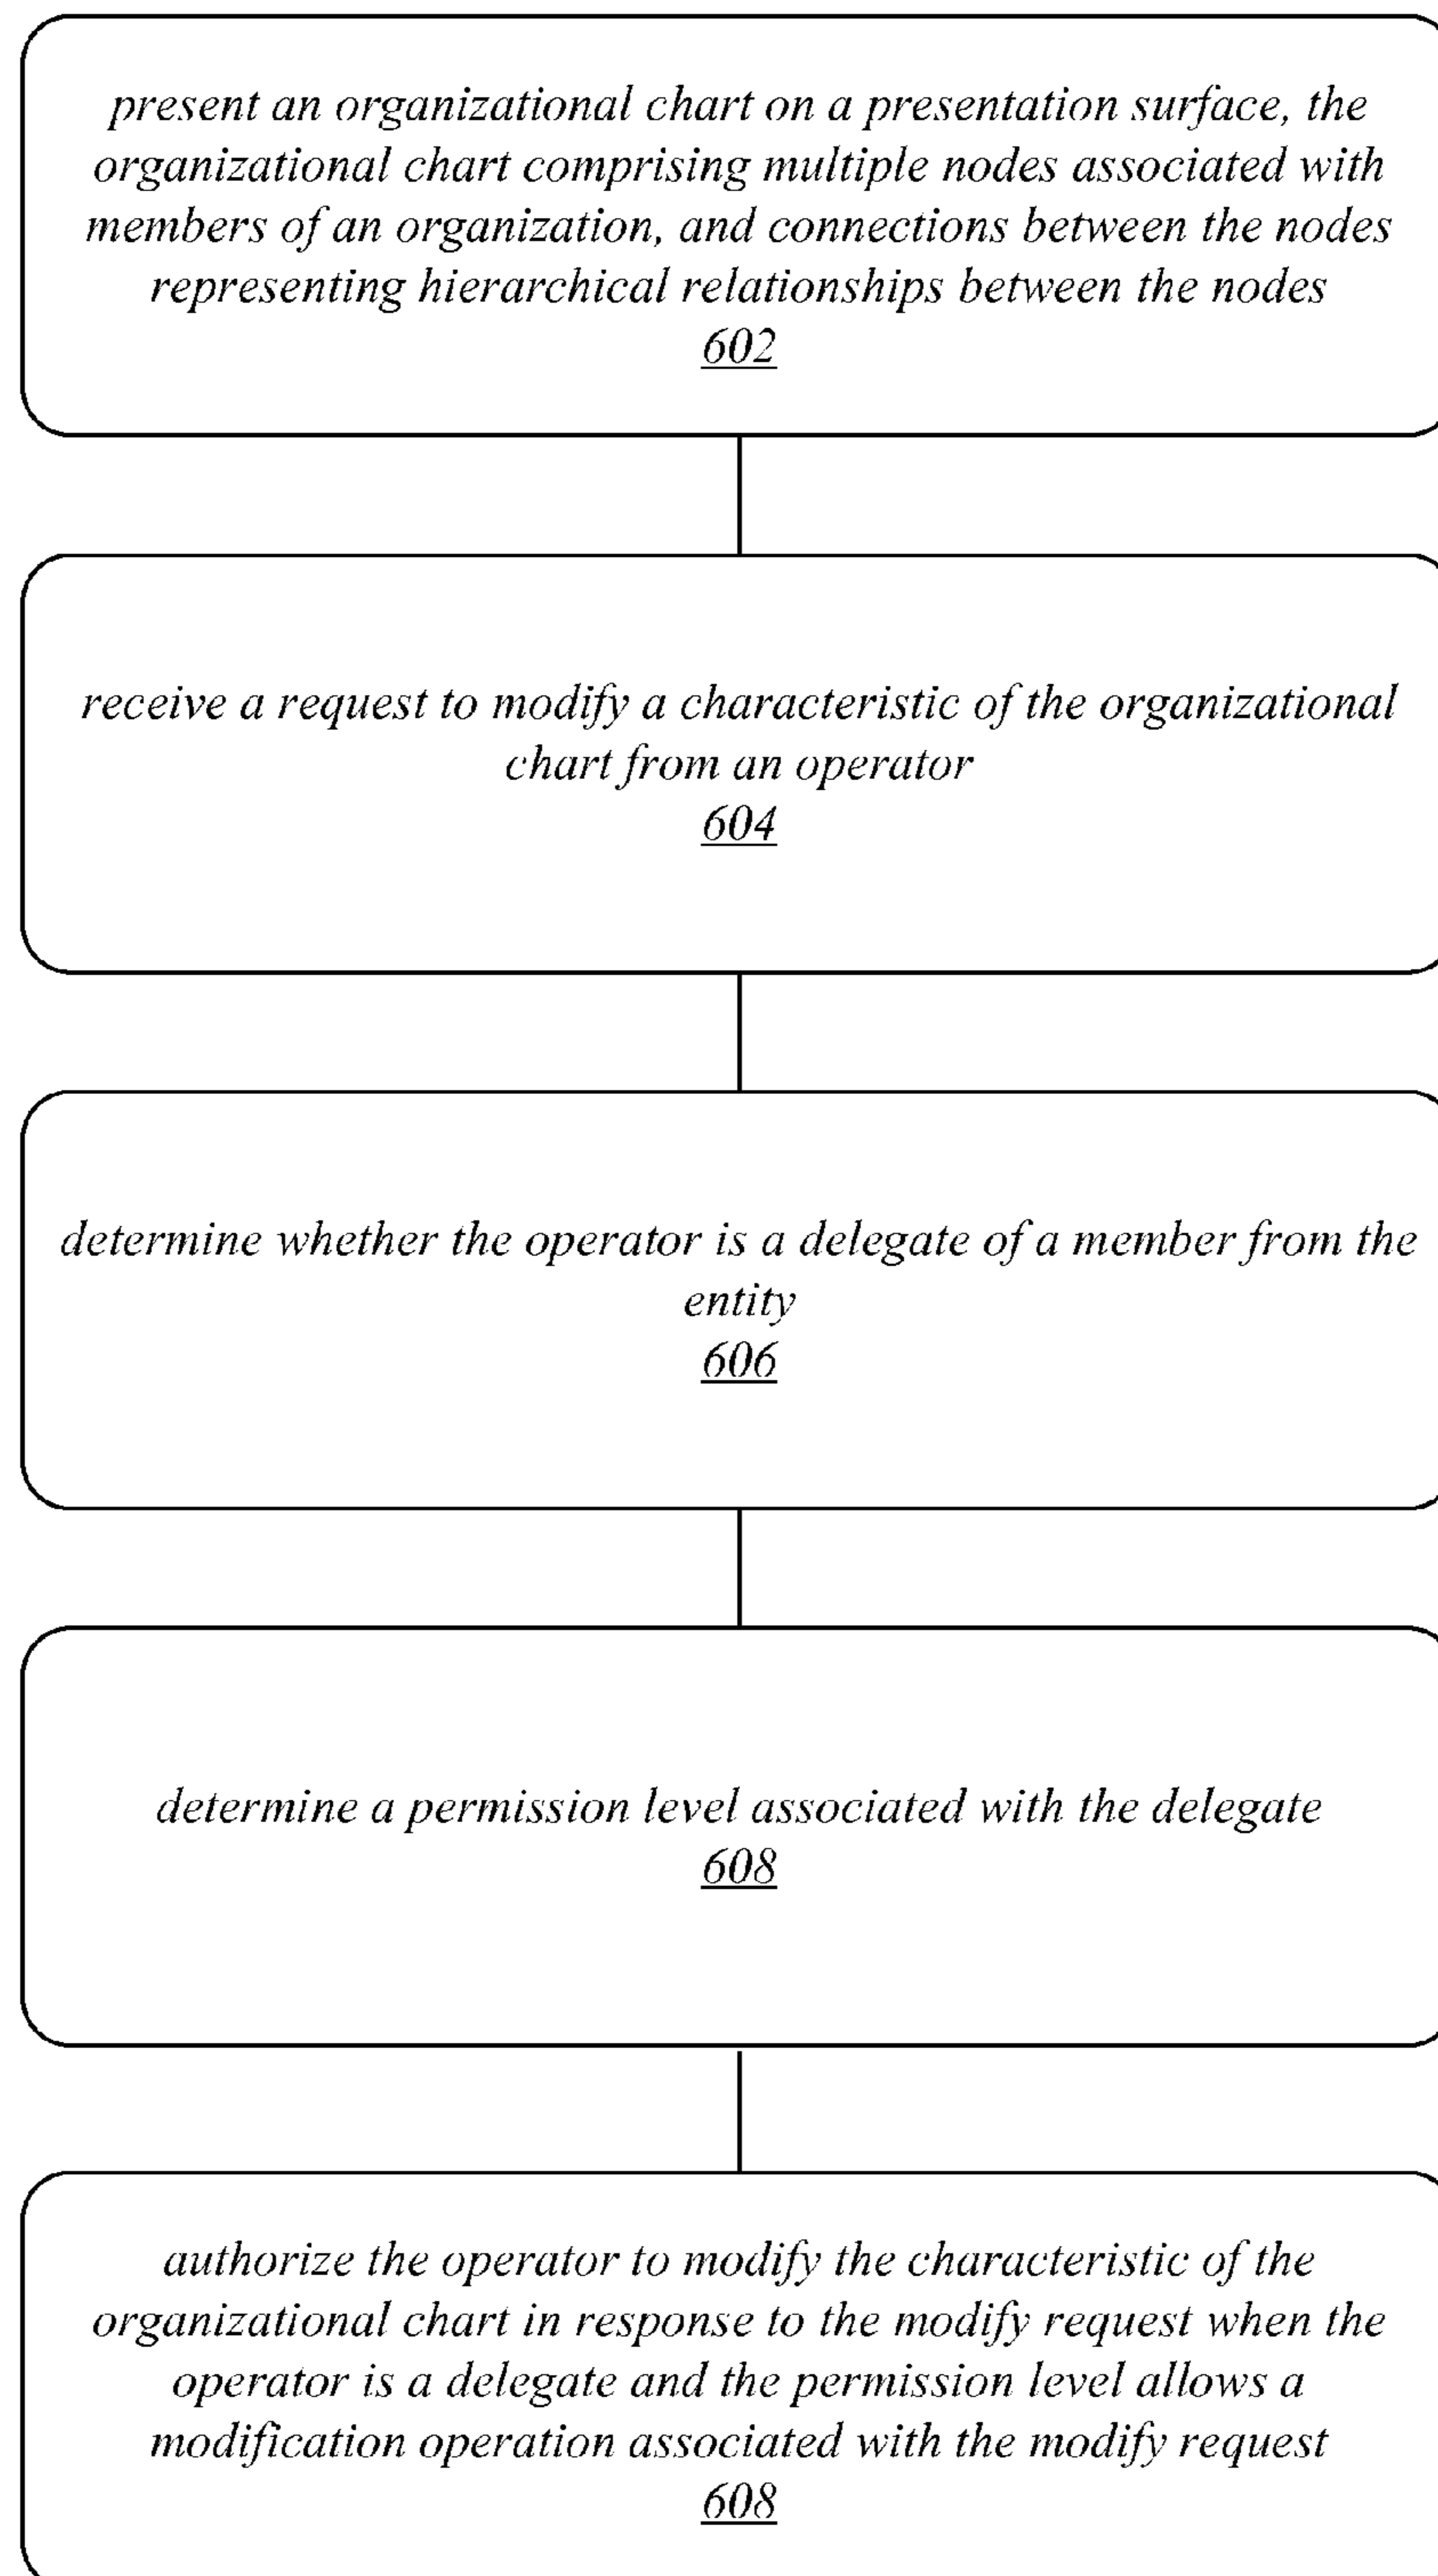 present an organizational chart on a presentation surface, the
organizational chart comprising multiple nodes associated with
members of an organization, and connections between the nodes
representing hierarchical relationships between the nodes
602
receive a request to modify a characteristic of the organizational
chart from an operator
604
determine whether the operator is a delegate of a member from the
entity
606
determine a permission level associated with the delegate
608
authorize the operator to modify the characteristic of the
organizational chart in response to the modify request when the
operator is a delegate and the permission level allows a
modification operation associated with the modify request
608